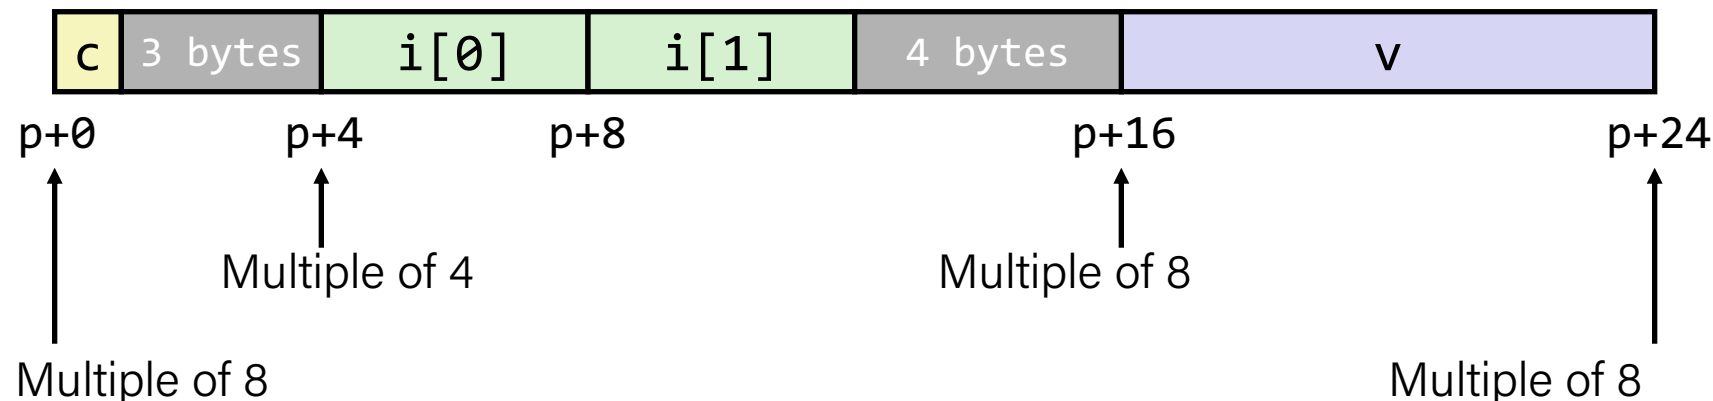 c 3 bytes i[0] i[1] 4 bytes v
p+0 p+4 p+8 p+16 p+24
Multiple of 4 Multiple of 8
Multiple of 8 Multiple of 8